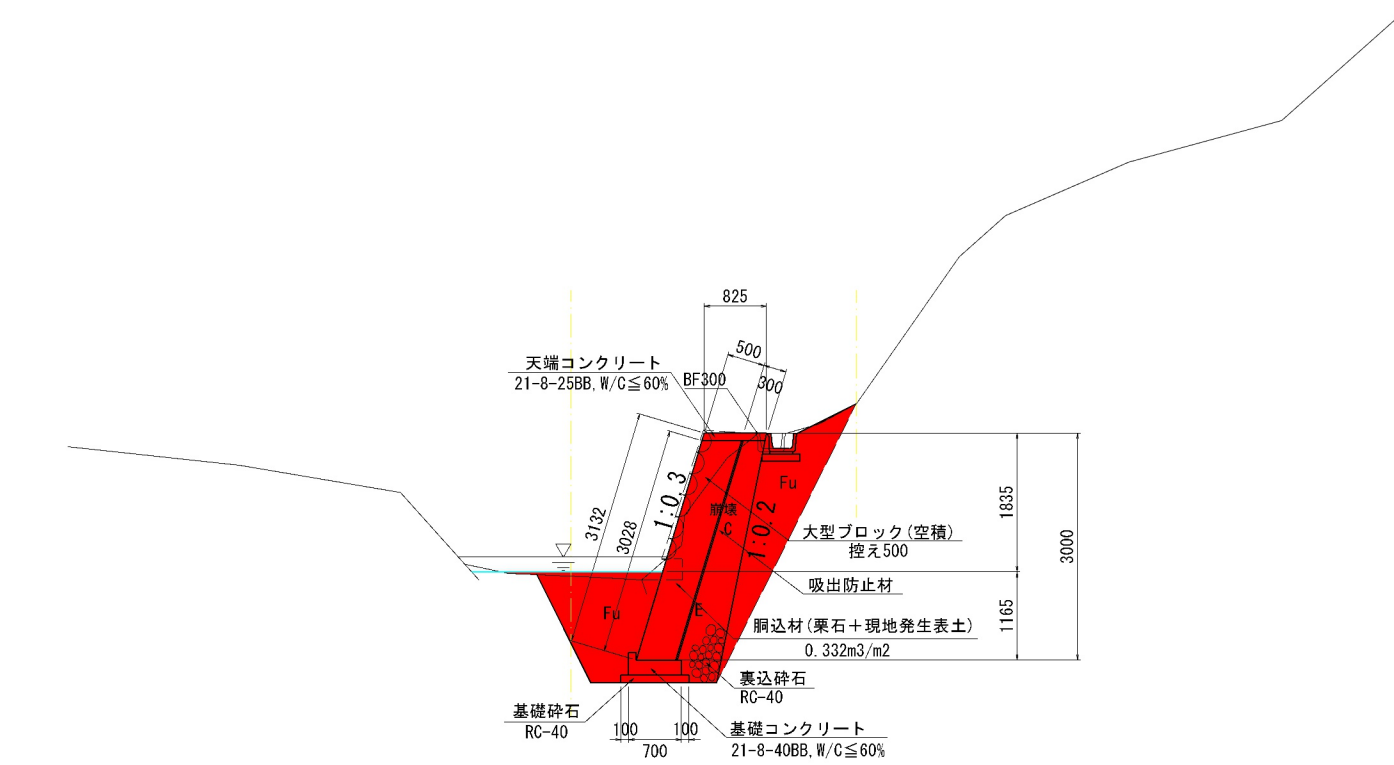 825
500
300
天端コンクリート
21-8-25BB,W/C≦60%
BF300
1:0.3
3132
3028
崩壊
C
1:0.2
Fu
大型ブロック(空積)
控え500
1835
3000
吸出防止材
Fu
E
1165
胴込材(栗石＋現地発生表土)
0.332m3/m2
裏込砕石
RC-40
基礎砕石
RC-40
100
700
100
基礎コンクリート
21-8-40BB,W/C≦60%